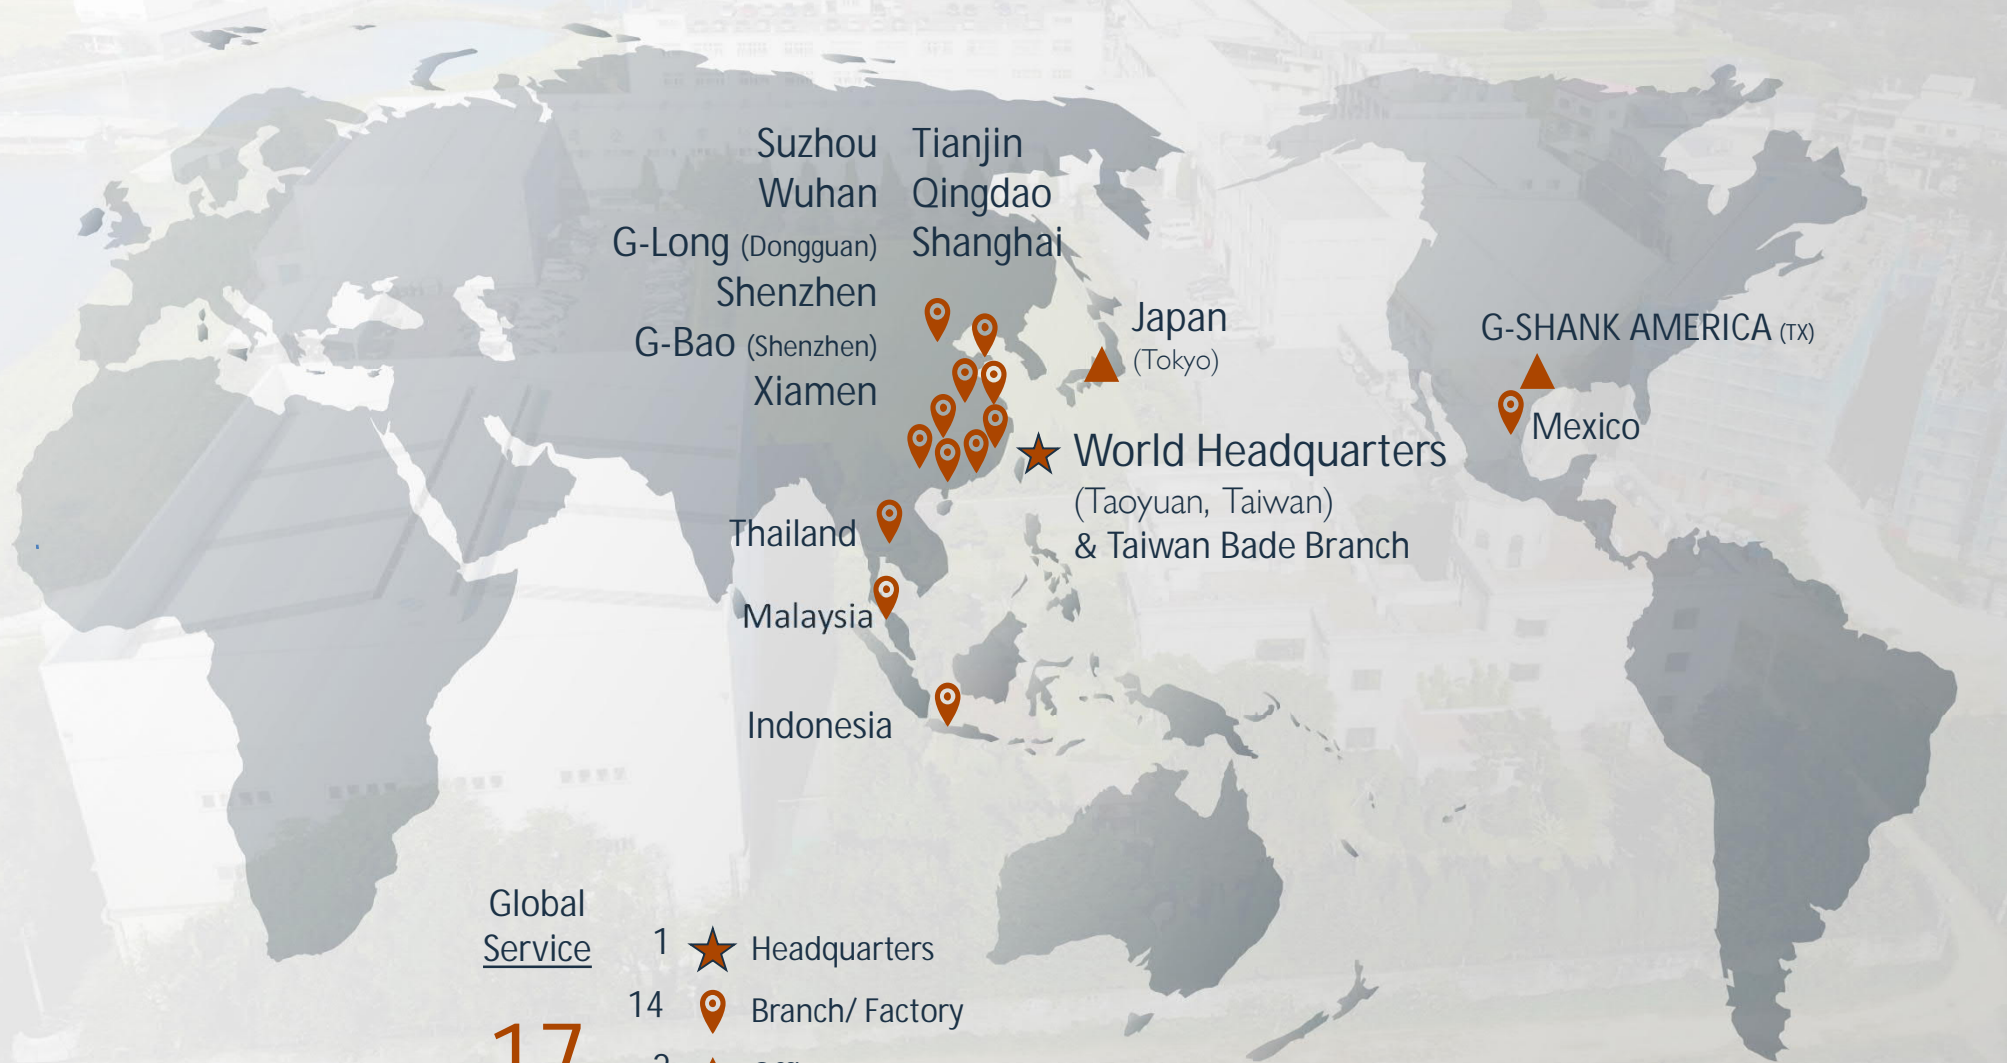 Suzhou
Wuhan
G-Long (Dongguan)
Shenzhen
G-Bao (Shenzhen)
Xiamen
Tianjin
Qingdao
Shanghai
Japan
(Tokyo)
G-SHANK AMERICA (TX)
Mexico
World Headquarters
(Taoyuan, Taiwan)
& Taiwan Bade Branch
Thailand
Malaysia
Indonesia
Global
Service
17
1 Headquarters
14 Branch/ Factory